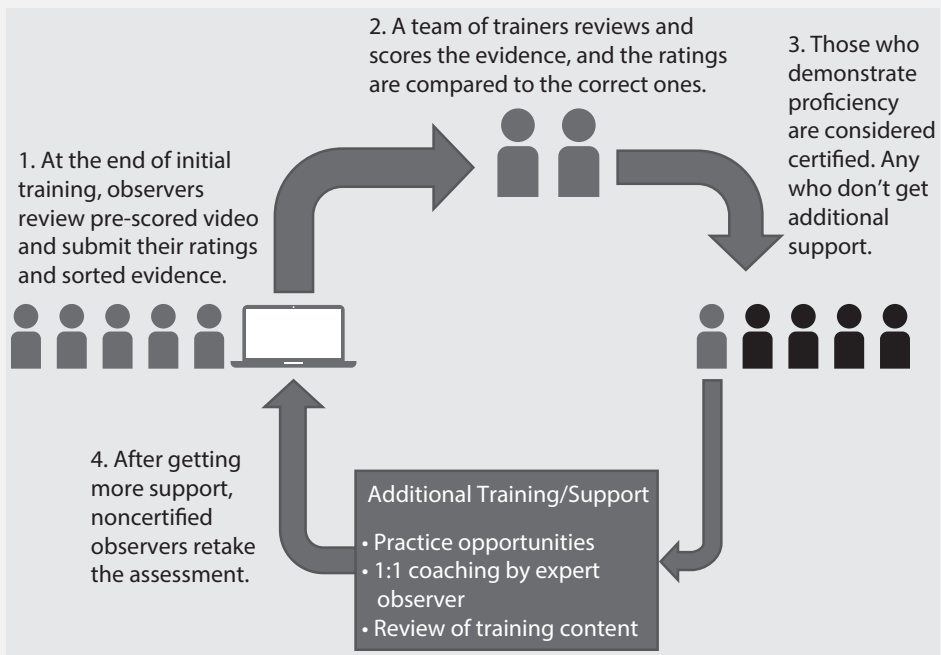 1. At the end of initial
training, observers
review pre-scored video
and submit their ratings
and sorted evidence.
2. A team of trainers reviews and
scores the evidence, and the ratings
are compared to the correct ones.
3. Those who
demonstrate
proficiency
are considered
certified. Any
who don’t get
additional
support.
4. After getting
more support,
noncertified
observers retake
the assessment.
Additional Training/Support
• Practice opportunities
• 1:1 coaching by expert
observer
• Review of training content